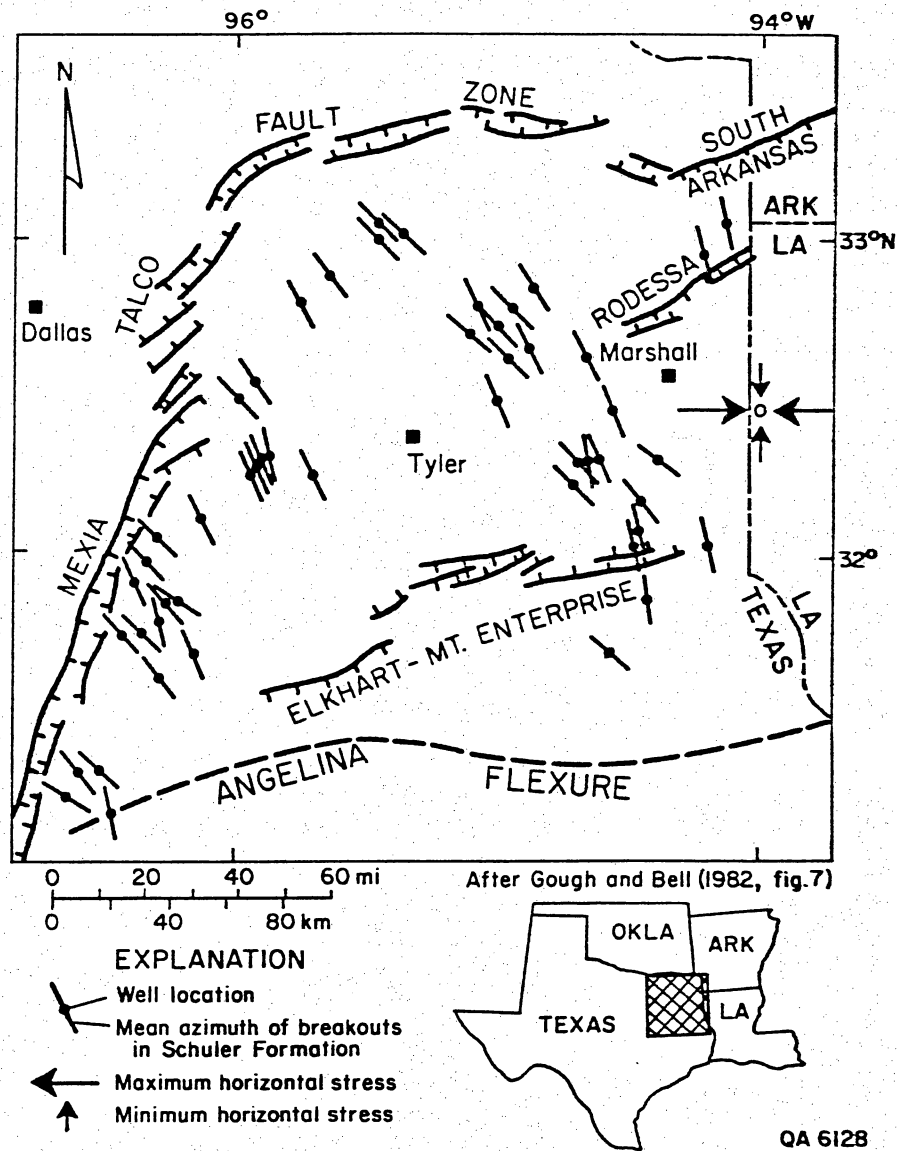 96°
94°W
N
FAULT
ZONE
SOUTH
ARKANSAS
ARK
LA
33°N
TALCO
RODESSA
Dallas
Marshall
Tyler
MEXIA
32°
ELKHART - MT. ENTERPRISE
LA
TEXAS
ANGELINA
FLEXURE
0 20 40 60 mi
0 40 80 km
After Gough and Bell (1982, fig. 7)
EXPLANATION
Well location
Mean azimuth of breakouts
in Schuler Formation
Maximum horizontal stress
Minimum horizontal stress
OKLA
ARK
TEXAS
LA
QA 6128